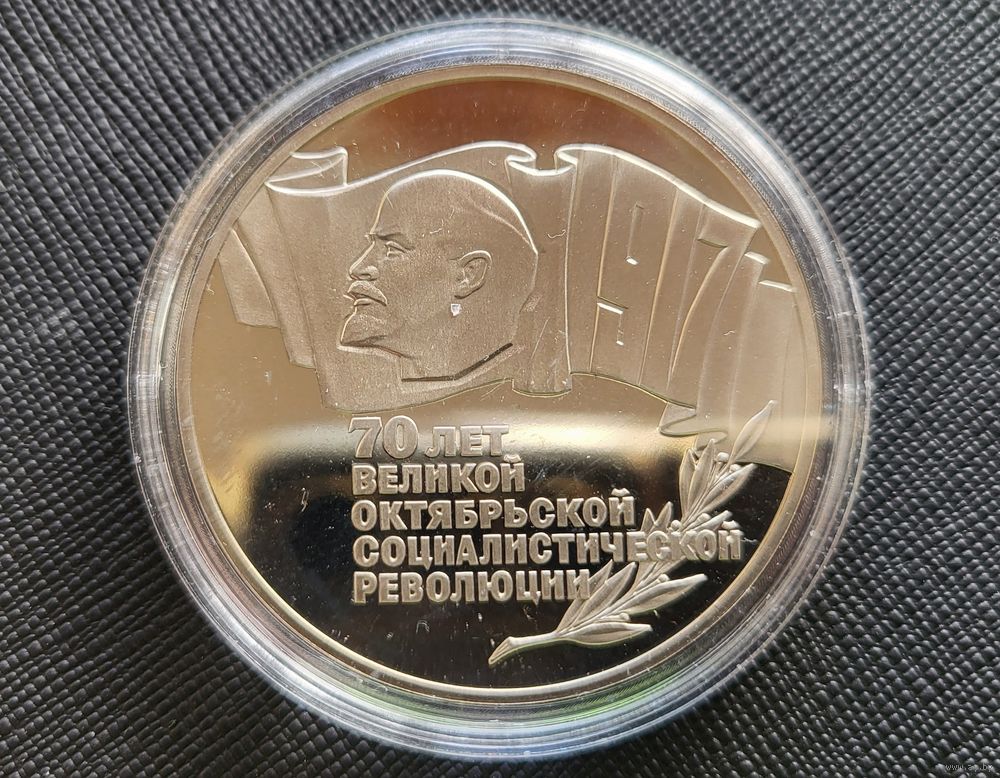 1917
70 ЛЕТ
ВЕЛИКОЙ
ОКТЯБРЬСКОЙ
СОЦИАЛИСТИЧЕСКОЙ
РЕВОЛЮЦИИ